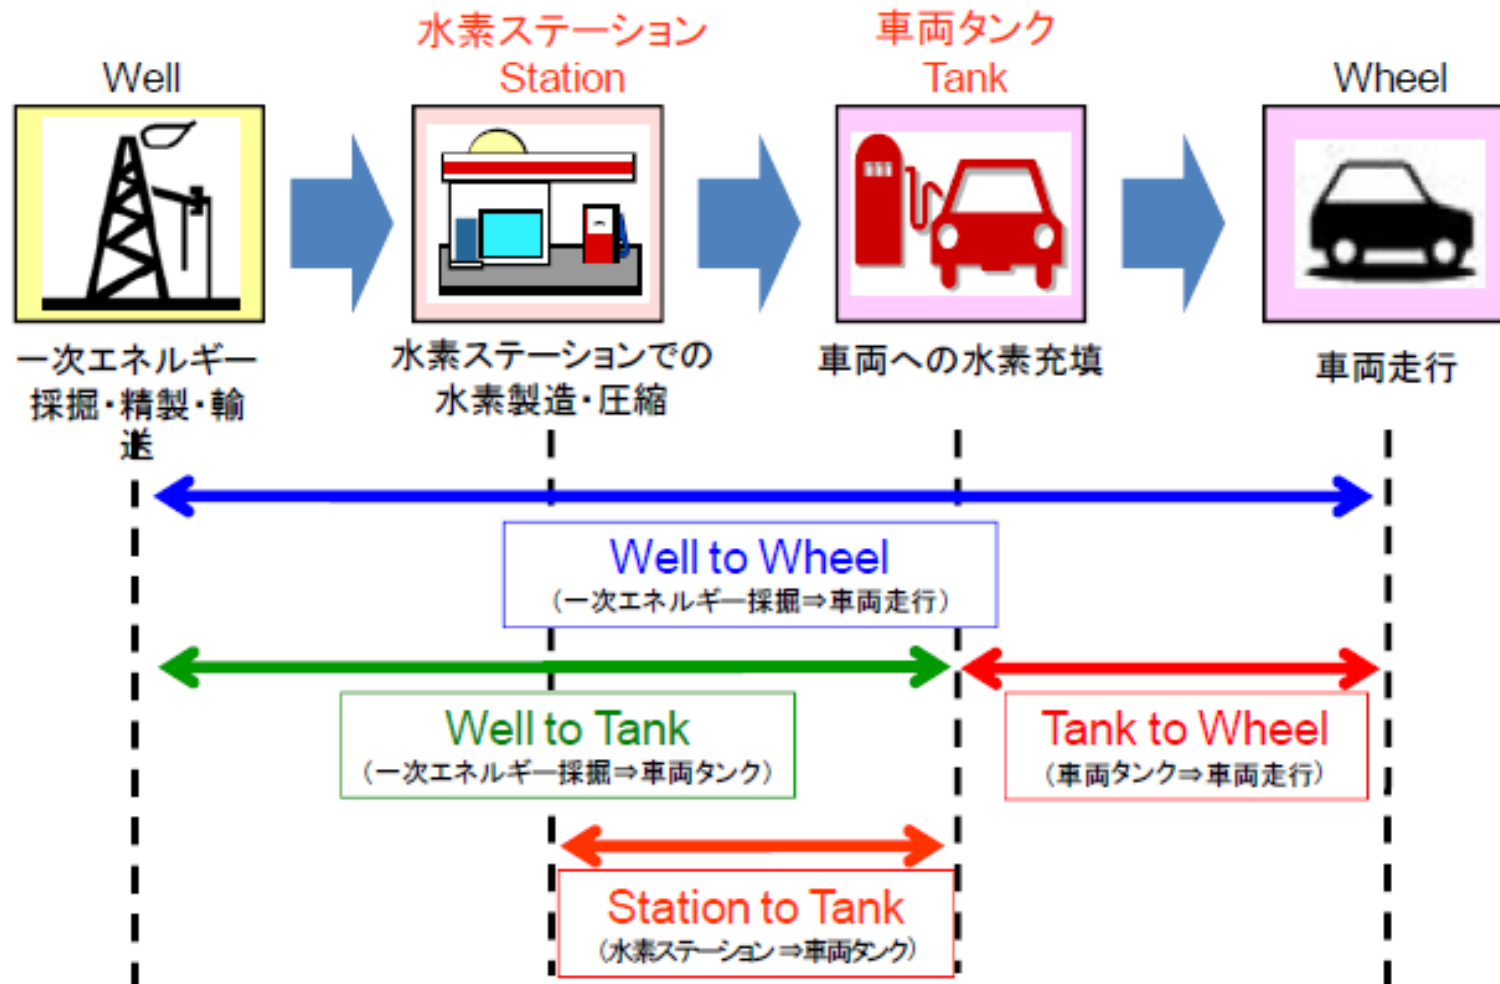 水素ステーション
車両タンク
Well
Station
Tank
Wheel
一次エネルギー
採掘・精製・輸
送
水素ステーションでの
水素製造・圧縮
車両への水素充填
車両走行
Well to Wheel
(一次エネルギー採掘⇒車両走行)
Well to Tank
(一次エネルギー採掘⇒車両タンク)
Tank to Wheel
(車両タンク⇒車両走行)
Station to Tank
(水素ステーション⇒車両タンク)